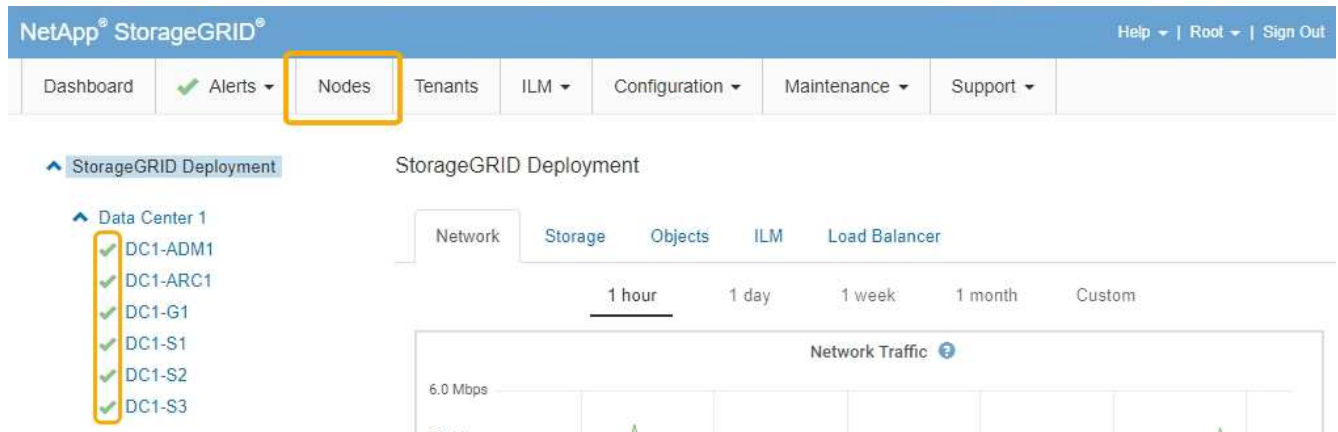 NetApp® StorageGRID®
Help | Root | Sign Out
Dashboard Alerts Nodes Tenants ILM Configuration Maintenance Support
StorageGRID Deployment
Data Center 1
DC1-ADM1
DC1-ARC1
DC1-G1
DC1-S1
DC1-S2
DC1-S3
StorageGRID Deployment
Network Storage Objects ILM Load Balancer
1 hour 1 day 1 week 1 month Custom
Network Traffic
6.0 Mbps